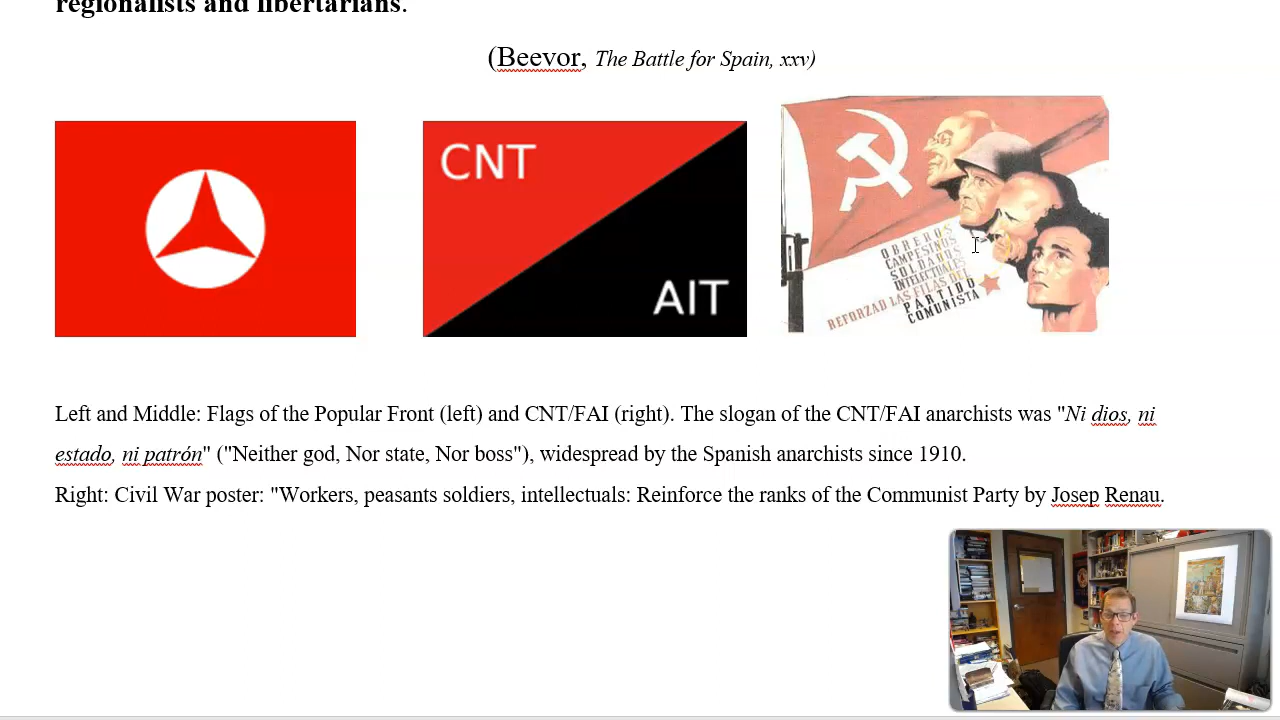 regionalists and libertarians.
(Beevor, The Battle for Spain, xxv)
CNT
AIT
OBREROS
CAMPESINOS
SOLDADOS
INTELECTUALES
REFORZAD LAS FILAS DEL
PARTIDO
COMUNISTA
Left and Middle: Flags of the Popular Front (left) and CNT/FAI (right). The slogan of the CNT/FAI anarchists was "Ni dios, ni
estado, ni patrón" ("Neither god, Nor state, Nor boss"), widespread by the Spanish anarchists since 1910.
Right: Civil War poster: "Workers, peasants soldiers, intellectuals: Reinforce the ranks of the Communist Party by Josep Renau.